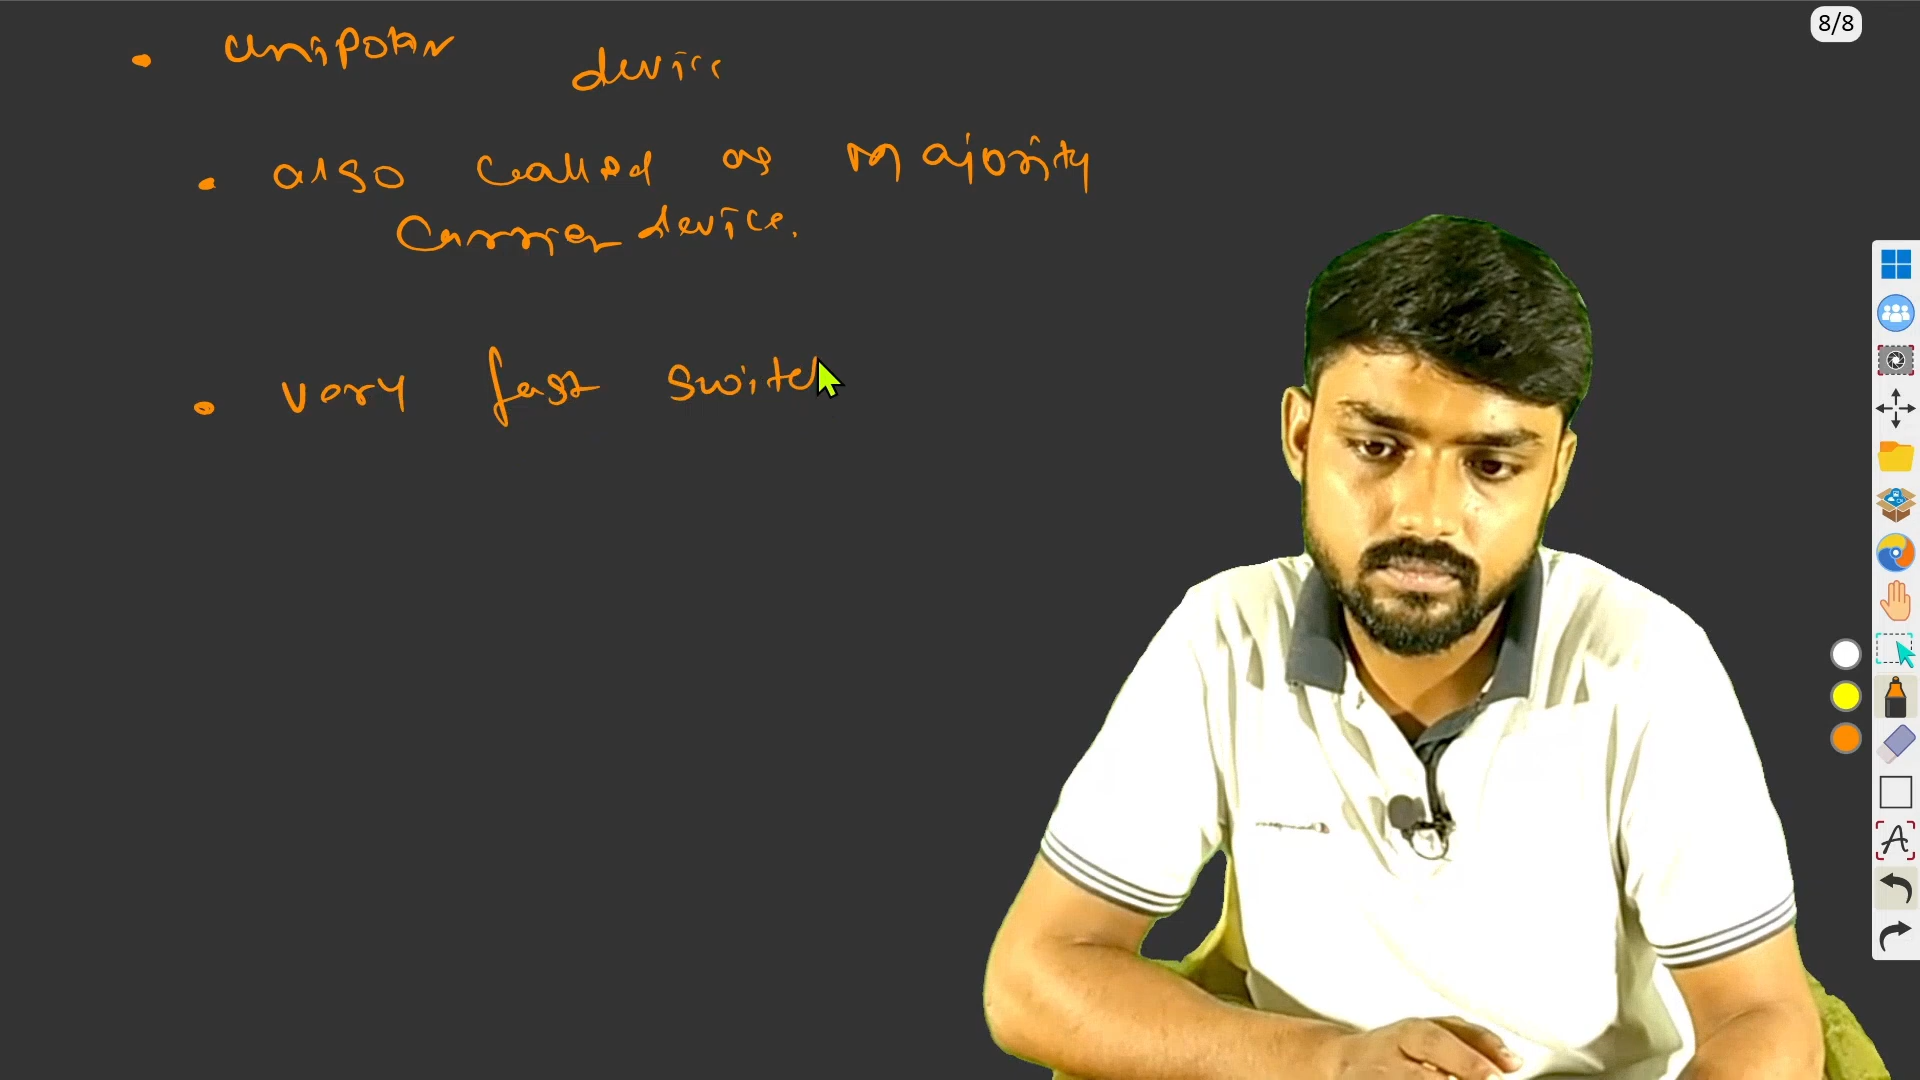 8/8
• unipolar device
• also called as majority
carrier device.
• very fast switch